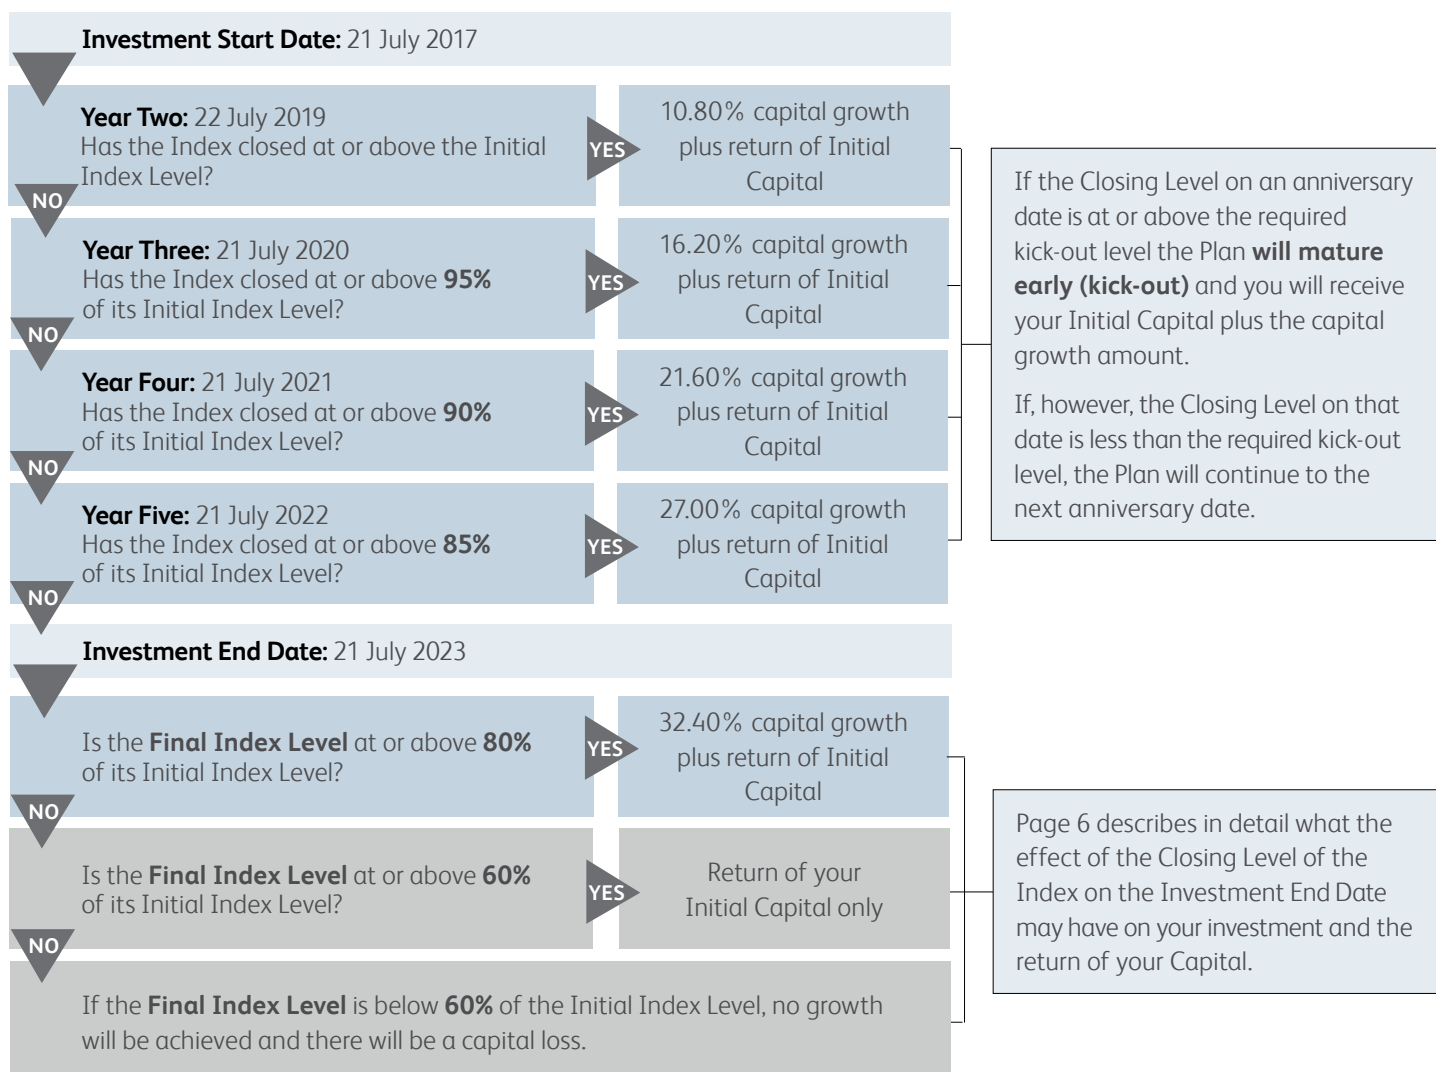 Investment Start Date: 21 July 2017
Year Two: 22 July 2019
Has the Index closed at or above the Initial
Index Level?
YES
10.80% capital growth
plus return of Initial
Capital
NO
Year Three: 21 July 2020
Has the Index closed at or above 95%
of its Initial Index Level?
YES
16.20% capital growth
plus return of Initial
Capital
NO
Year Four: 21 July 2021
Has the Index closed at or above 90%
of its Initial Index Level?
YES
21.60% capital growth
plus return of Initial
Capital
NO
Year Five: 21 July 2022
Has the Index closed at or above 85%
of its Initial Index Level?
YES
27.00% capital growth
plus return of Initial
Capital
NO
If the Closing Level on an anniversary
date is at or above the required
kick-out level the Plan will mature
early (kick-out) and you will receive
your Initial Capital plus the capital
growth amount.
If, however, the Closing Level on that
date is less than the required kick-out
level, the Plan will continue to the
next anniversary date.
Investment End Date: 21 July 2023
Is the Final Index Level at or above 80%
of its Initial Index Level?
YES
32.40% capital growth
plus return of Initial
Capital
NO
Is the Final Index Level at or above 60%
of its Initial Index Level?
YES
Return of your
Initial Capital only
NO
If the Final Index Level is below 60% of the Initial Index Level, no growth
will be achieved and there will be a capital loss.
Page 6 describes in detail what the
effect of the Closing Level of the
Index on the Investment End Date
may have on your investment and the
return of your Capital.